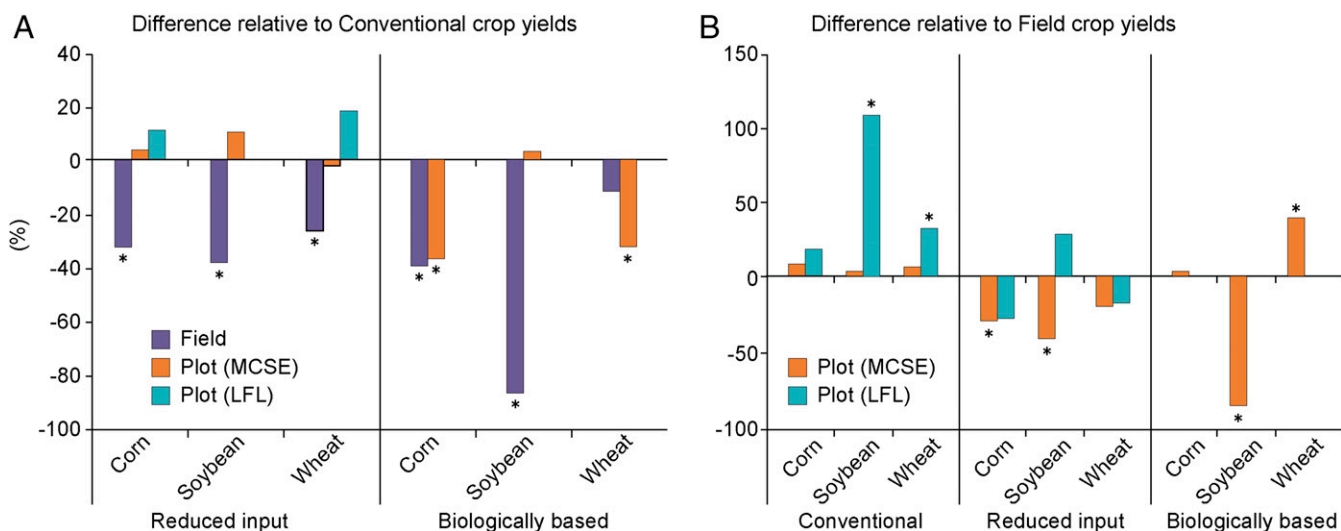 A
Difference relative to Conventional crop yields
40
20
0
-20
-40
-60
-80
-100
(%)
*
*
*
*
*
*
*
Field
Plot (MCSE)
Plot (LFL)
Corn
Soybean
Wheat
Corn
Soybean
Wheat
Reduced input
Biologically based
B
Difference relative to Field crop yields
150
100
50
0
-50
-100
*
*
*
*
*
*
Plot (MCSE)
Plot (LFL)
Corn
Soybean
Wheat
Corn
Soybean
Wheat
Corn
Soybean
Wheat
Conventional
Reduced input
Biologically based